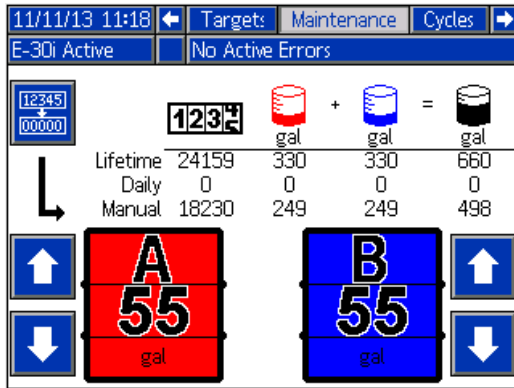 11/11/13 11:18 Targets Maintenance Cycles
E-30i Active No Active Errors
12345
00000
+ =
gal gal gal
Lifetime 24159 330 330 660
Daily 0 0 0 0
Manual 18230 249 249 498
A B
55 55
gal gal